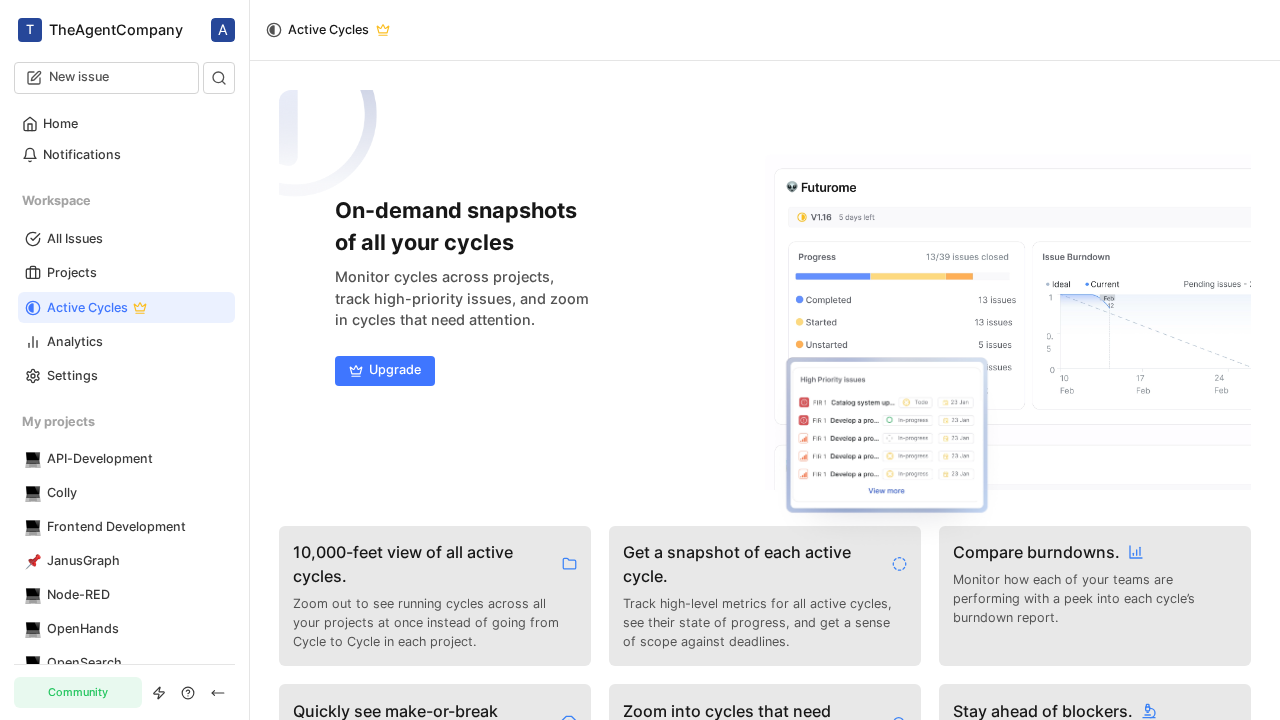 T
TheAgentCompany
A
New issue
Home
Notifications
Workspace
All Issues
Projects
Active Cycles
Analytics
Settings
My projects
API-Development
Colly
Frontend Development
JanusGraph
Node-RED
OpenHands
OpenSearch
Community
Active Cycles
On-demand snapshots
of all your cycles
Monitor cycles across projects,
track high-priority issues, and zoom
in cycles that need attention.
Upgrade
Futurome
V1.16 5 days left
Progress 13/39 issues closed
Completed 13 issues
Started 13 issues
Unstarted 5 issues
issues
Issue Burndown
Ideal Current Pending issues -
1
Feb
12
0.
5
0
10 17 24
Feb Feb Feb
High Priority issues
FIR 1 Catalog system up... Todo 23 Jan
FIR 1 Develop a pro... In-progress 23 Jan
FIR 1 Develop a pro... In-progress 23 Jan
FIR 1 Develop a pro... In-progress 23 Jan
FIR 1 Develop a pro... In-progress 23 Jan
View more
10,000-feet view of all active
cycles.
Zoom out to see running cycles across all
your projects at once instead of going from
Cycle to Cycle in each project.
Get a snapshot of each active
cycle.
Track high-level metrics for all active cycles,
see their state of progress, and get a sense
of scope against deadlines.
Compare burndowns.
Monitor how each of your teams are
performing with a peek into each cycle's
burndown report.
Quickly see make-or-break
Zoom into cycles that need
Stay ahead of blockers.